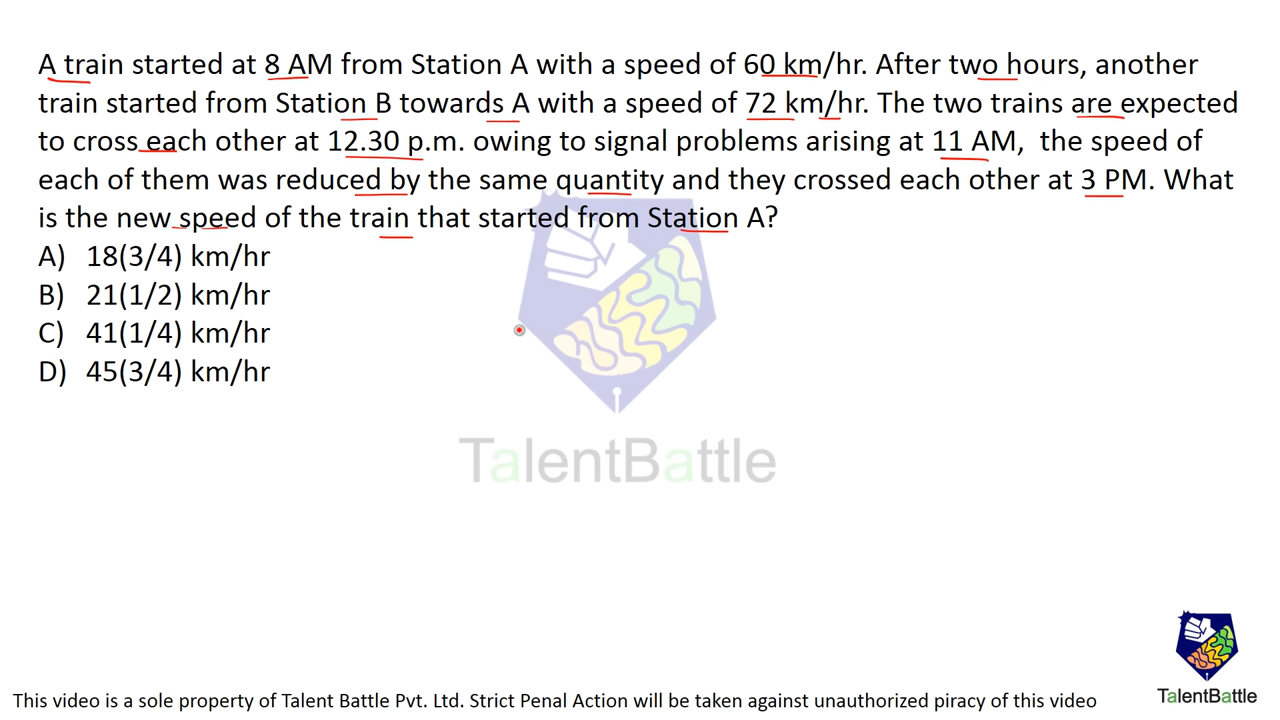 A train started at 8 AM from Station A with a speed of 60 km/hr. After two hours, another
train started from Station B towards A with a speed of 72 km/hr. The two trains are expected
to cross each other at 12.30 p.m. owing to signal problems arising at 11 AM, the speed of
each of them was reduced by the same quantity and they crossed each other at 3 PM. What
is the new speed of the train that started from Station A?
A) 18(3/4) km/hr
B) 21(1/2) km/hr
C) 41(1/4) km/hr
D) 45(3/4) km/hr
TalentBattle
TalentBattle
This video is a sole property of Talent Battle Pvt. Ltd. Strict Penal Action will be taken against unauthorized piracy of this video